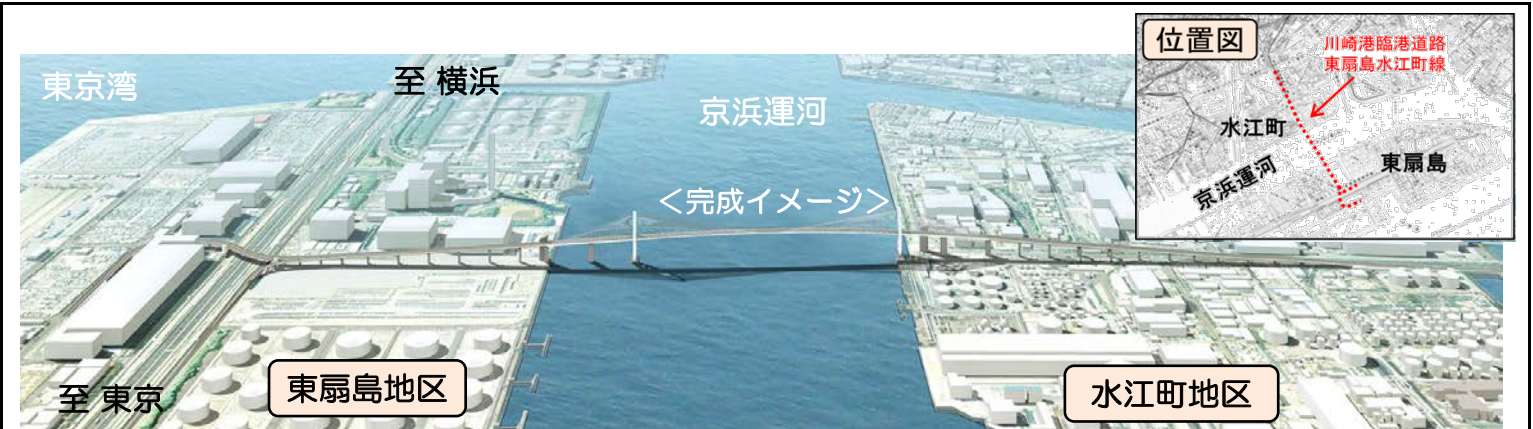 東京湾
至 横浜
京浜運河
＜完成イメージ＞
至 東京
東扇島地区
水江町地区
位置図
川崎港臨港道路
東扇島水江町線
水江町
東扇島
京浜運河